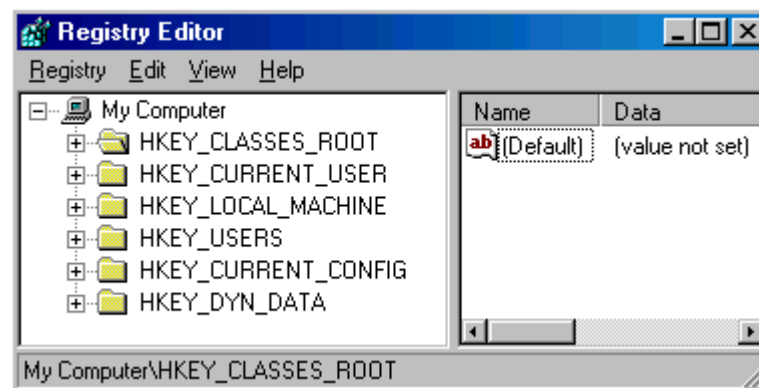 Registry Editor
Registry Edit View Help
My Computer
HKEY_CLASSES_ROOT
HKEY_CURRENT_USER
HKEY_LOCAL_MACHINE
HKEY_USERS
HKEY_CURRENT_CONFIG
HKEY_DYN_DATA
Name Data
ab (Default) (value not set)
My Computer\HKEY_CLASSES_ROOT